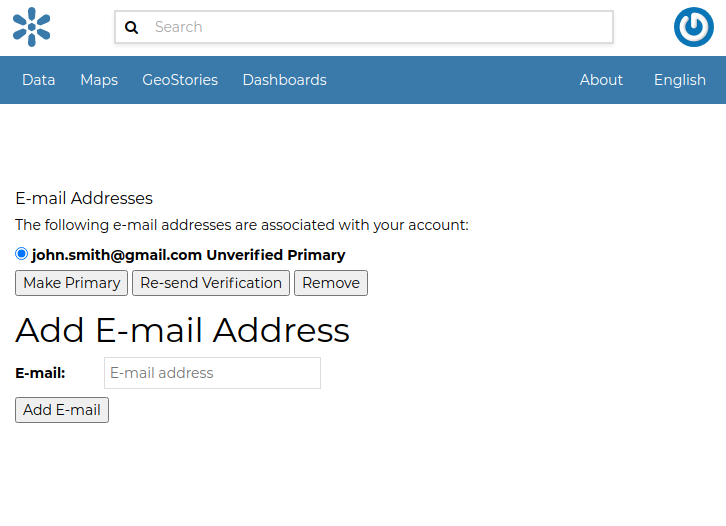 Search
Data Maps GeoStories Dashboards About English
E-mail Addresses
The following e-mail addresses are associated with your account:
john.smith@gmail.com Unverified Primary
Make Primary Re-send Verification Remove
Add E-mail Address
E-mail: E-mail address
Add E-mail